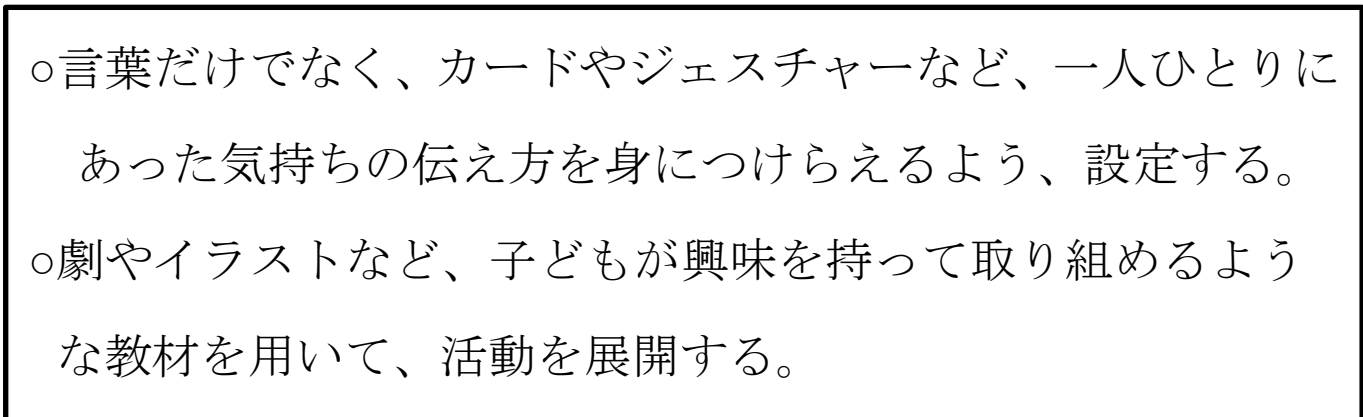 ○言葉だけでなく、カードやジェスチャーなど、一人ひとりに
あった気持ちの伝え方を身につけらえるよう、設定する。
○劇やイラストなど、子どもが興味を持って取り組めるよう
な教材を用いて、活動を展開する。